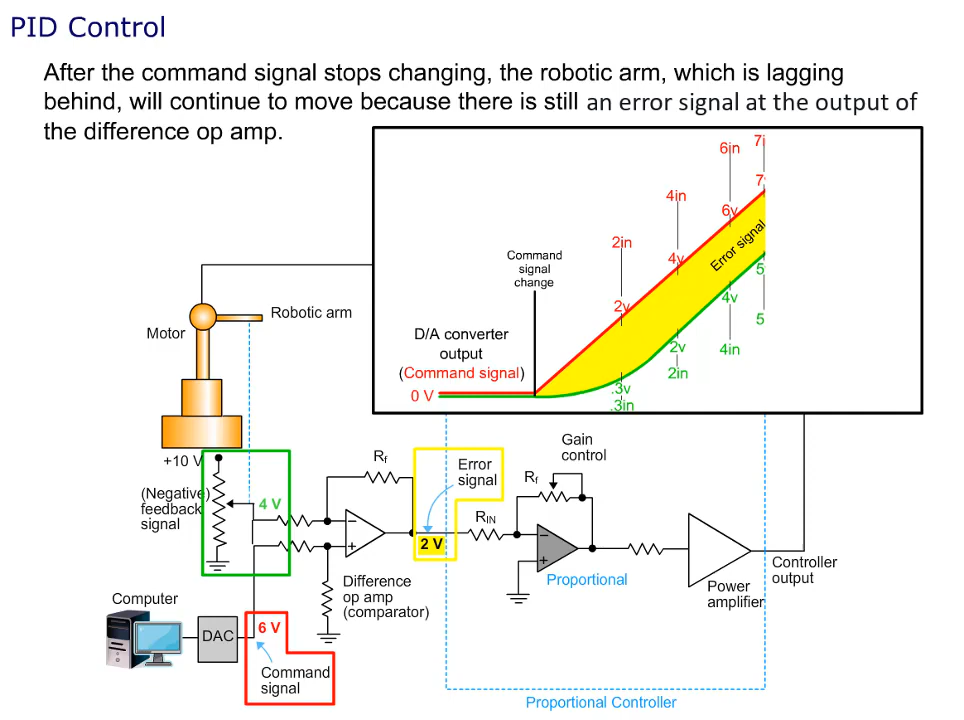 PID Control
After the command signal stops changing, the robotic arm, which is lagging
behind, will continue to move because there is still an error signal at the output of
the difference op amp.
6in
7i
7
4in
6v
Error signal
2in
4v
Command
signal
change
5
2v
4v
5
D/A converter
output
(Command signal)
2v
4in
2in
0 V
.3v
.3in
Robotic arm
Motor
+10 V
(Negative)
feedback
signal
4 V
Rf
Error
signal
2 V
Gain
control
Rf
RIN
−
+
−
+
Proportional
Power
amplifier
Controller
output
Difference
op amp
(comparator)
Computer
DAC
6 V
Command
signal
Proportional Controller